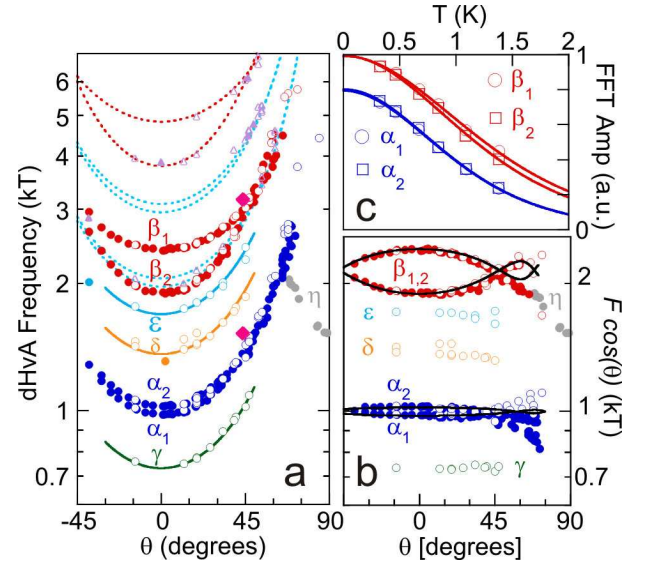 T (K)
0 0.5 1 1.5 2
6
5
4
3
2
1
0.7
dHvA Frequency (kT)
β1
β2
ε
δ
α2
α1
γ
η
a
-45 0 45 90
θ (degrees)
β1
β2
α1
α2
c
1
0
FFT Amp (a.u.)
β1,2
η
ε
δ
α2
α1
γ
b
2
1
0.7
F cos(θ) (kT)
0 45 90
θ [degrees]